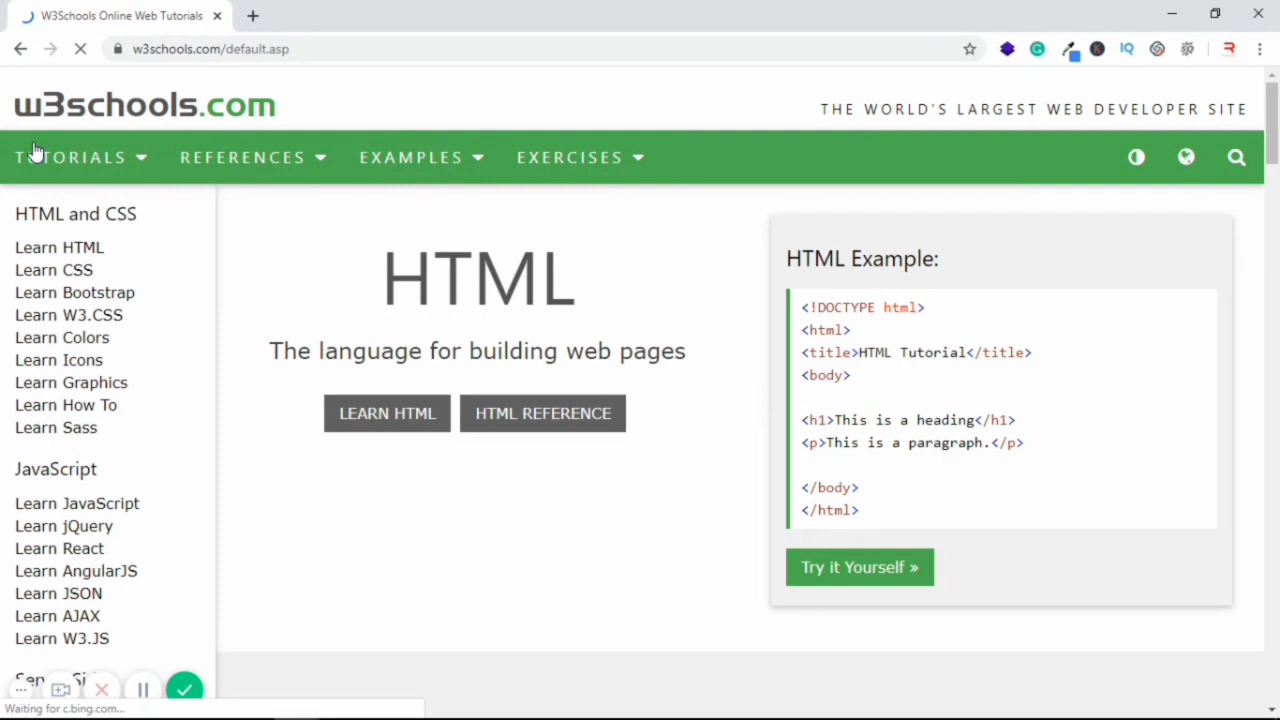 W3Schools Online Web Tutorials
w3schools.com/default.asp
w3schools.com
THE WORLD'S LARGEST WEB DEVELOPER SITE
TUTORIALS REFERENCES EXAMPLES EXERCISES
HTML and CSS
Learn HTML
Learn CSS
Learn Bootstrap
Learn W3.CSS
Learn Colors
Learn Icons
Learn Graphics
Learn How To
Learn Sass
JavaScript
Learn JavaScript
Learn jQuery
Learn React
Learn AngularJS
Learn JSON
Learn AJAX
Learn W3.JS
HTML
The language for building web pages
LEARN HTML HTML REFERENCE
HTML Example:
<!DOCTYPE html>
<html>
<title>HTML Tutorial</title>
<body>
<h1>This is a heading</h1>
<p>This is a paragraph.</p>
</body>
</html>
Try it Yourself »
Waiting for c.bing.com...